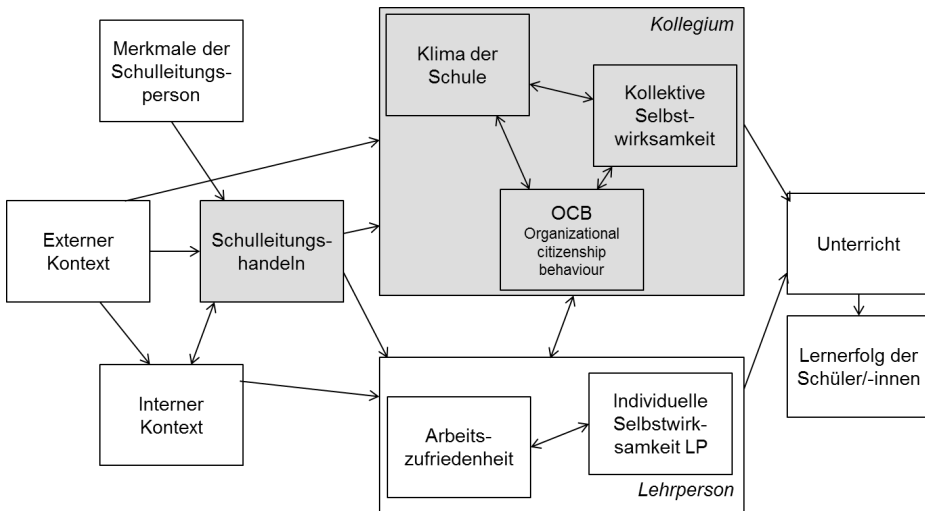 Kollegium
Merkmale der
Schulleitungs-
person
Klima der
Schule
Kollektive
Selbst-
wirksamkeit
Externer
Kontext
Schulleitungs-
handeln
OCB
Organizational
citizenship
behaviour
Unterricht
Interner
Kontext
Arbeits-
zufriedenheit
Individuelle
Selbstwirk-
samkeit LP
Lehrperson
Lernerfolg der
Schüler/-innen